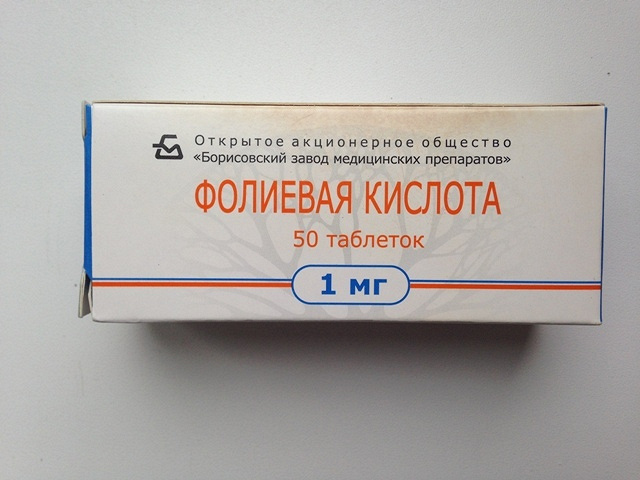 Открытое акционерное общество
«Борисовский завод медицинских препаратов»
ФОЛИЕВАЯ КИСЛОТА
50 таблеток
1 мг